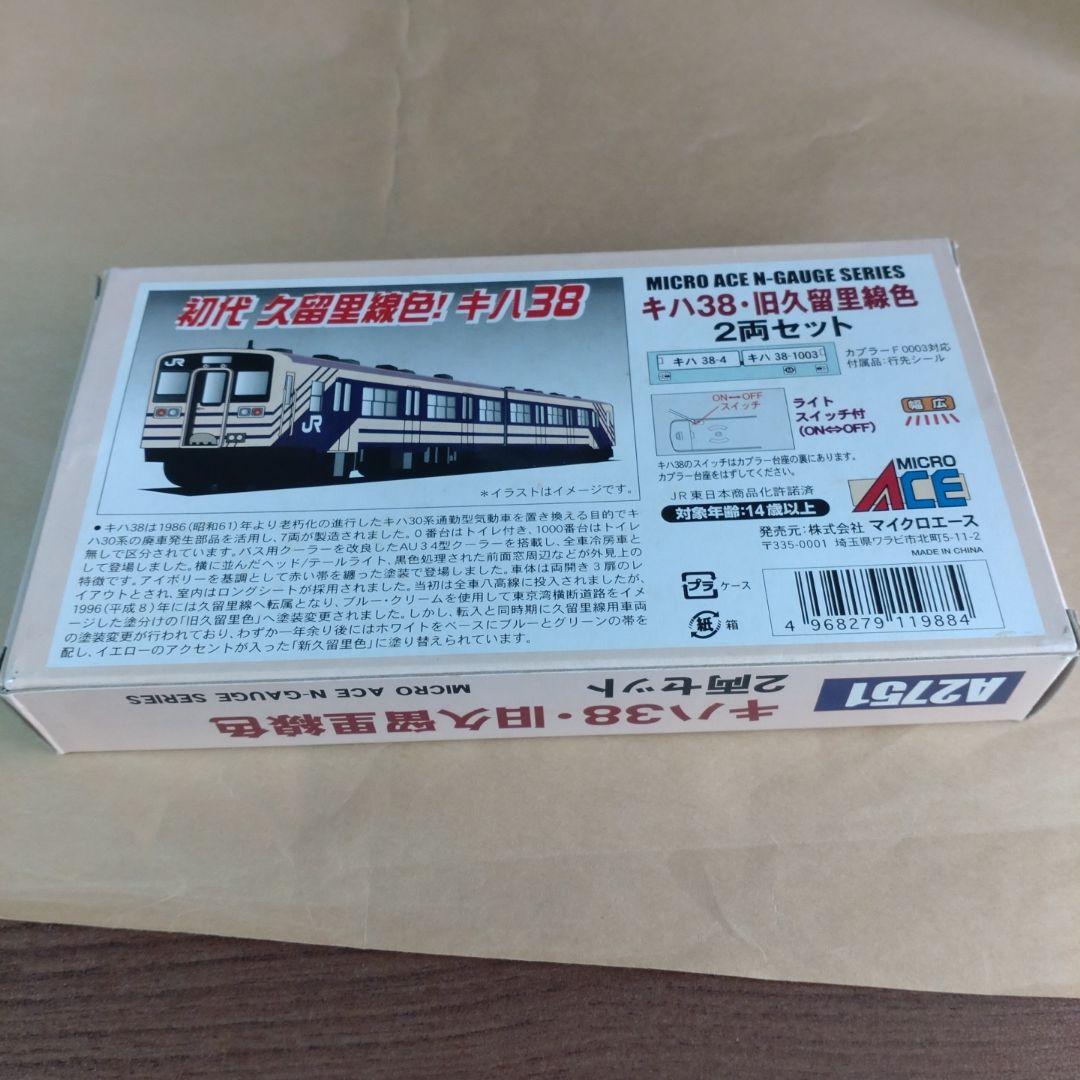 初代 久留里線色! キハ38
JR
JR
＊イラストはイメージです。
●キハ38は1986(昭和61)年より老朽化の進行したキハ30系通勤型気動車を置き換える目的でキ
ハ30系の廃車発生部品を活用し、7両が製造されました。0番台はトイレ付き、1000番台はトイレ
無しで区分されています。バス用クーラーを改良したAU34型クーラーを搭載し、全車冷房車と
して登場しました。横に並んだヘッド/テールライト、黒色処理された前面窓周辺などが外見上の
特徴です。アイボリーを基調として赤い帯を纏った塗装で登場しました。車体は両開き3扉のレ
イアウトとされ、室内はロングシートが採用されました。当初は全車八高線に投入されましたが、
1996(平成8)年には久留里線へ転属となり、ブルー・クリームを使用して東京湾横断道路をイメ
ージした塗分けの「旧久留里色」へ塗装変更されました。しかし、転入と同時期に久留里線用車両
の塗装変更が行われており、わずか一年余り後にはホワイトをベースにブルーとグリーンの帯を
配し、イエローのアクセントが入った「新久留里色」に塗り替えられています。
MICRO ACE N-GAUGE SERIES
キハ38・旧久留里線色
2両セット
キハ 38-4
キハ 38-1003
カプラーF0003対応
付属品:行先シール
ON↔OFF
スイッチ
ライト
スイッチ付
(ON⇔OFF)
幅広
キハ38のスイッチはカプラー台座の裏にあります。
カプラー台座をはずしてください。
MICRO
ACE
JR東日本商品化許諾済
対象年齢:14歳以上
発売元:株式会社 マイクロエース
〒335-0001 埼玉県ワラビ市北町5-11-2
MADE IN CHINA
プラ ケース
紙 箱
4 968279 119884
A2751
キハ38・旧久留里線色
2両セット
MICRO ACE N-GAUGE SERIES